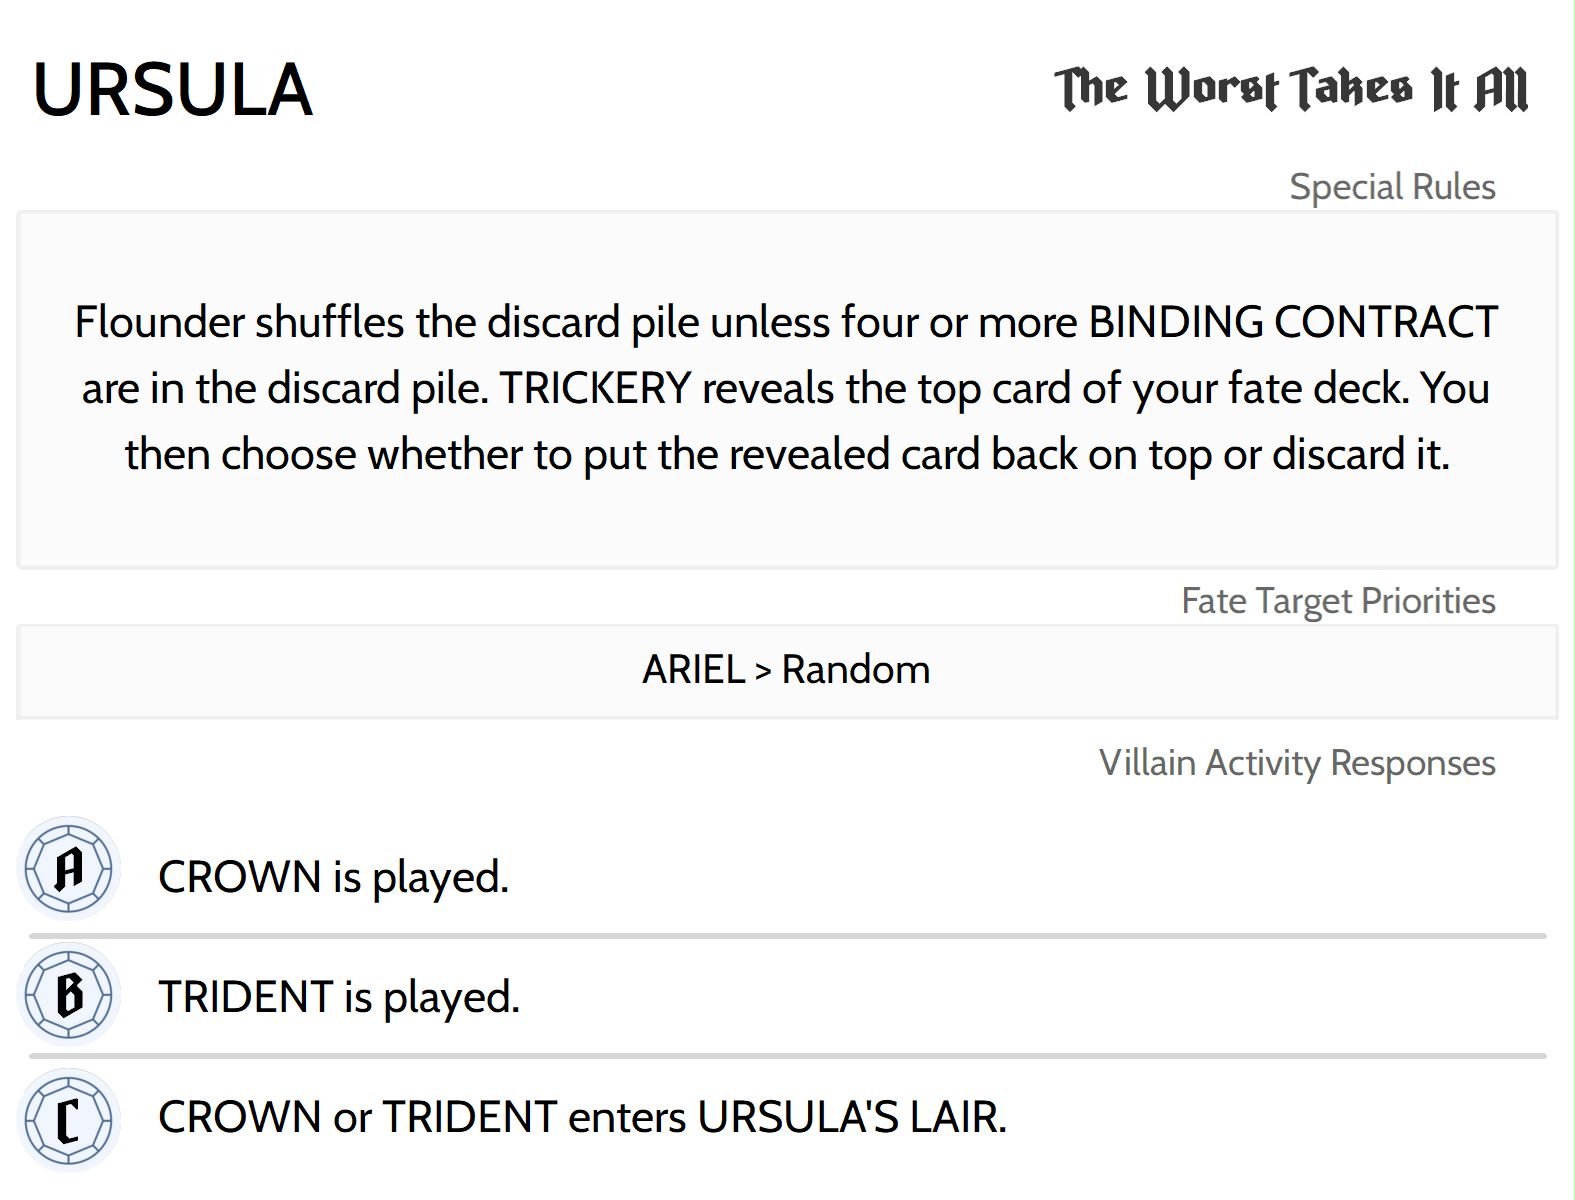 URSULA
The Worst Takes It All
Special Rules
Flounder shuffles the discard pile unless four or more BINDING CONTRACT
are in the discard pile. TRICKERY reveals the top card of your fate deck. You
then choose whether to put the revealed card back on top or discard it.
Fate Target Priorities
ARIEL > Random
Villain Activity Responses
A
CROWN is played.
B
TRIDENT is played.
C
CROWN or TRIDENT enters URSULA'S LAIR.